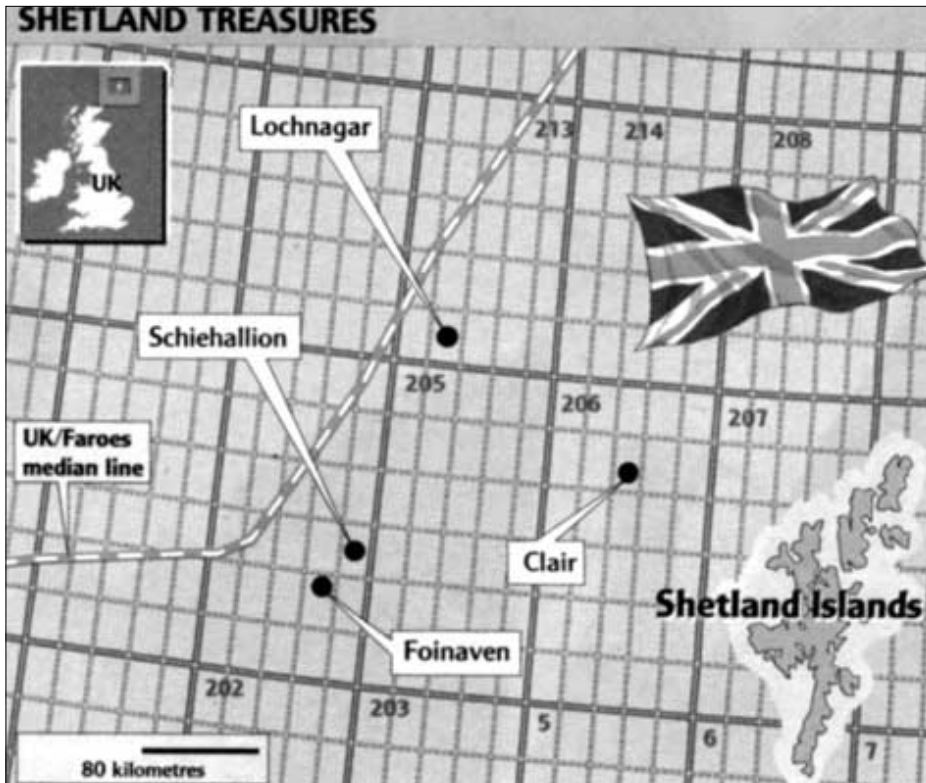 SHETLAND TREASURES
213
214
208
Lochnagar
UK
Schiehallion
205
206
207
UK/Faroes
median line
Clair
Shetland Islands
Foinaven
202
203
5
6
7
80 kilometres